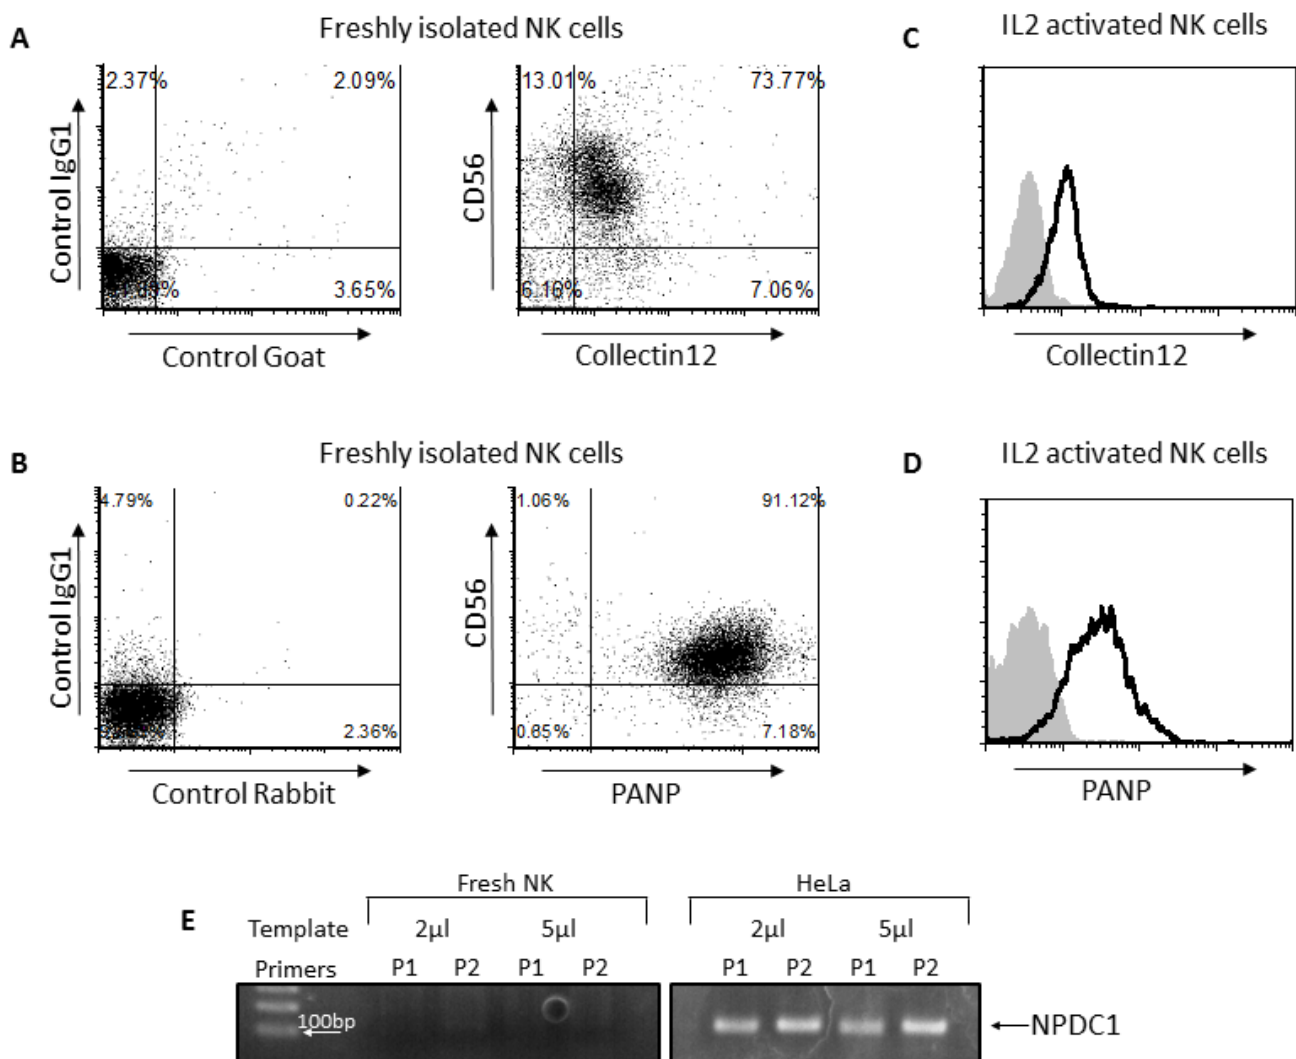 A
Freshly isolated NK cells
Control IgG1
2.37%
2.09%
3.65%
Control Goat
CD56
13.01%
73.77%
6.16%
7.06%
Collectin12
C
IL2 activated NK cells
Collectin12
B
Freshly isolated NK cells
Control IgG1
4.79%
0.22%
2.36%
Control Rabbit
CD56
1.06%
91.12%
7.18%
PANP
D
IL2 activated NK cells
PANP
E
Fresh NK
HeLa
Template 2µl 5µl 2µl 5µl
Primers P1 P2 P1 P2 P1 P2 P1 P2
100bp
NPDC1